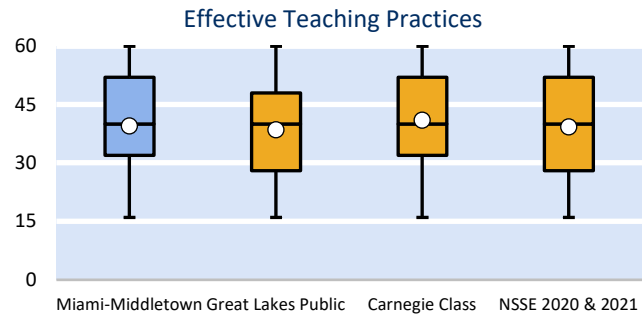 Effective Teaching Practices
60
45
30
15
0
Miami-Middletown Great Lakes Public Carnegie Class NSSE 2020 & 2021